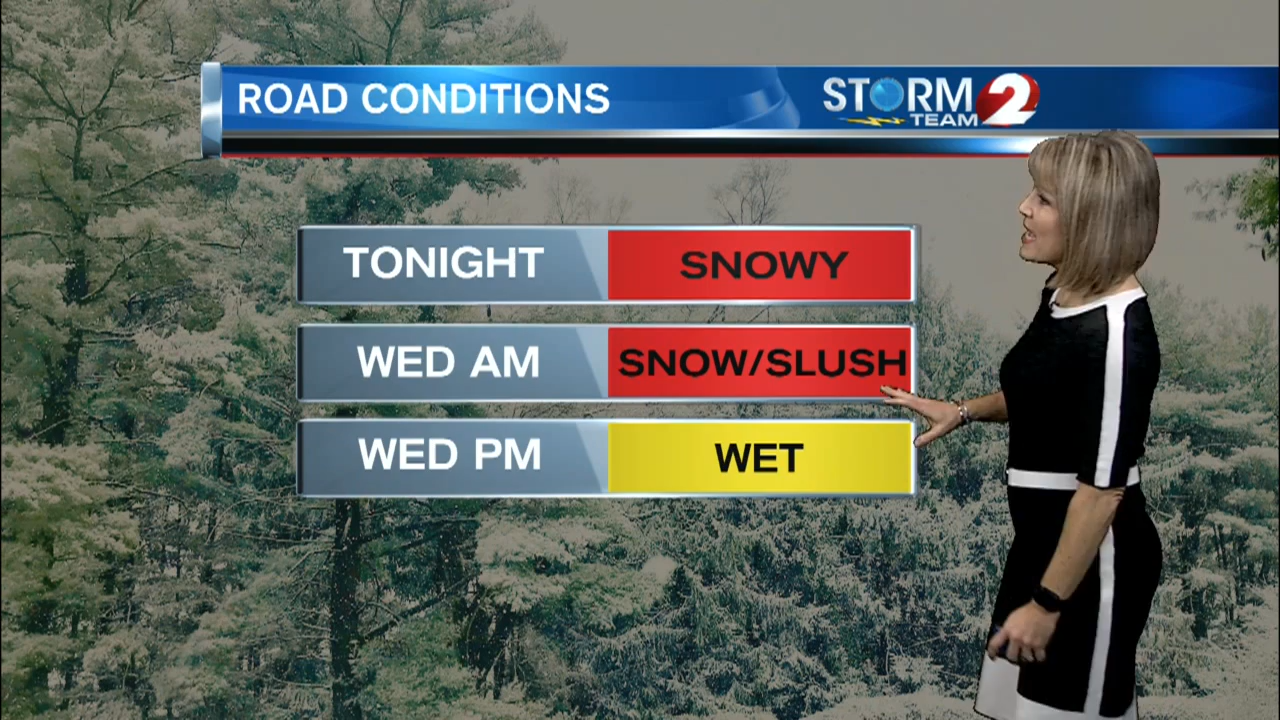 ROAD CONDITIONS
STORM
TEAM 2
TONIGHT SNOWY
WED AM SNOW/SLUSH
WED PM WET